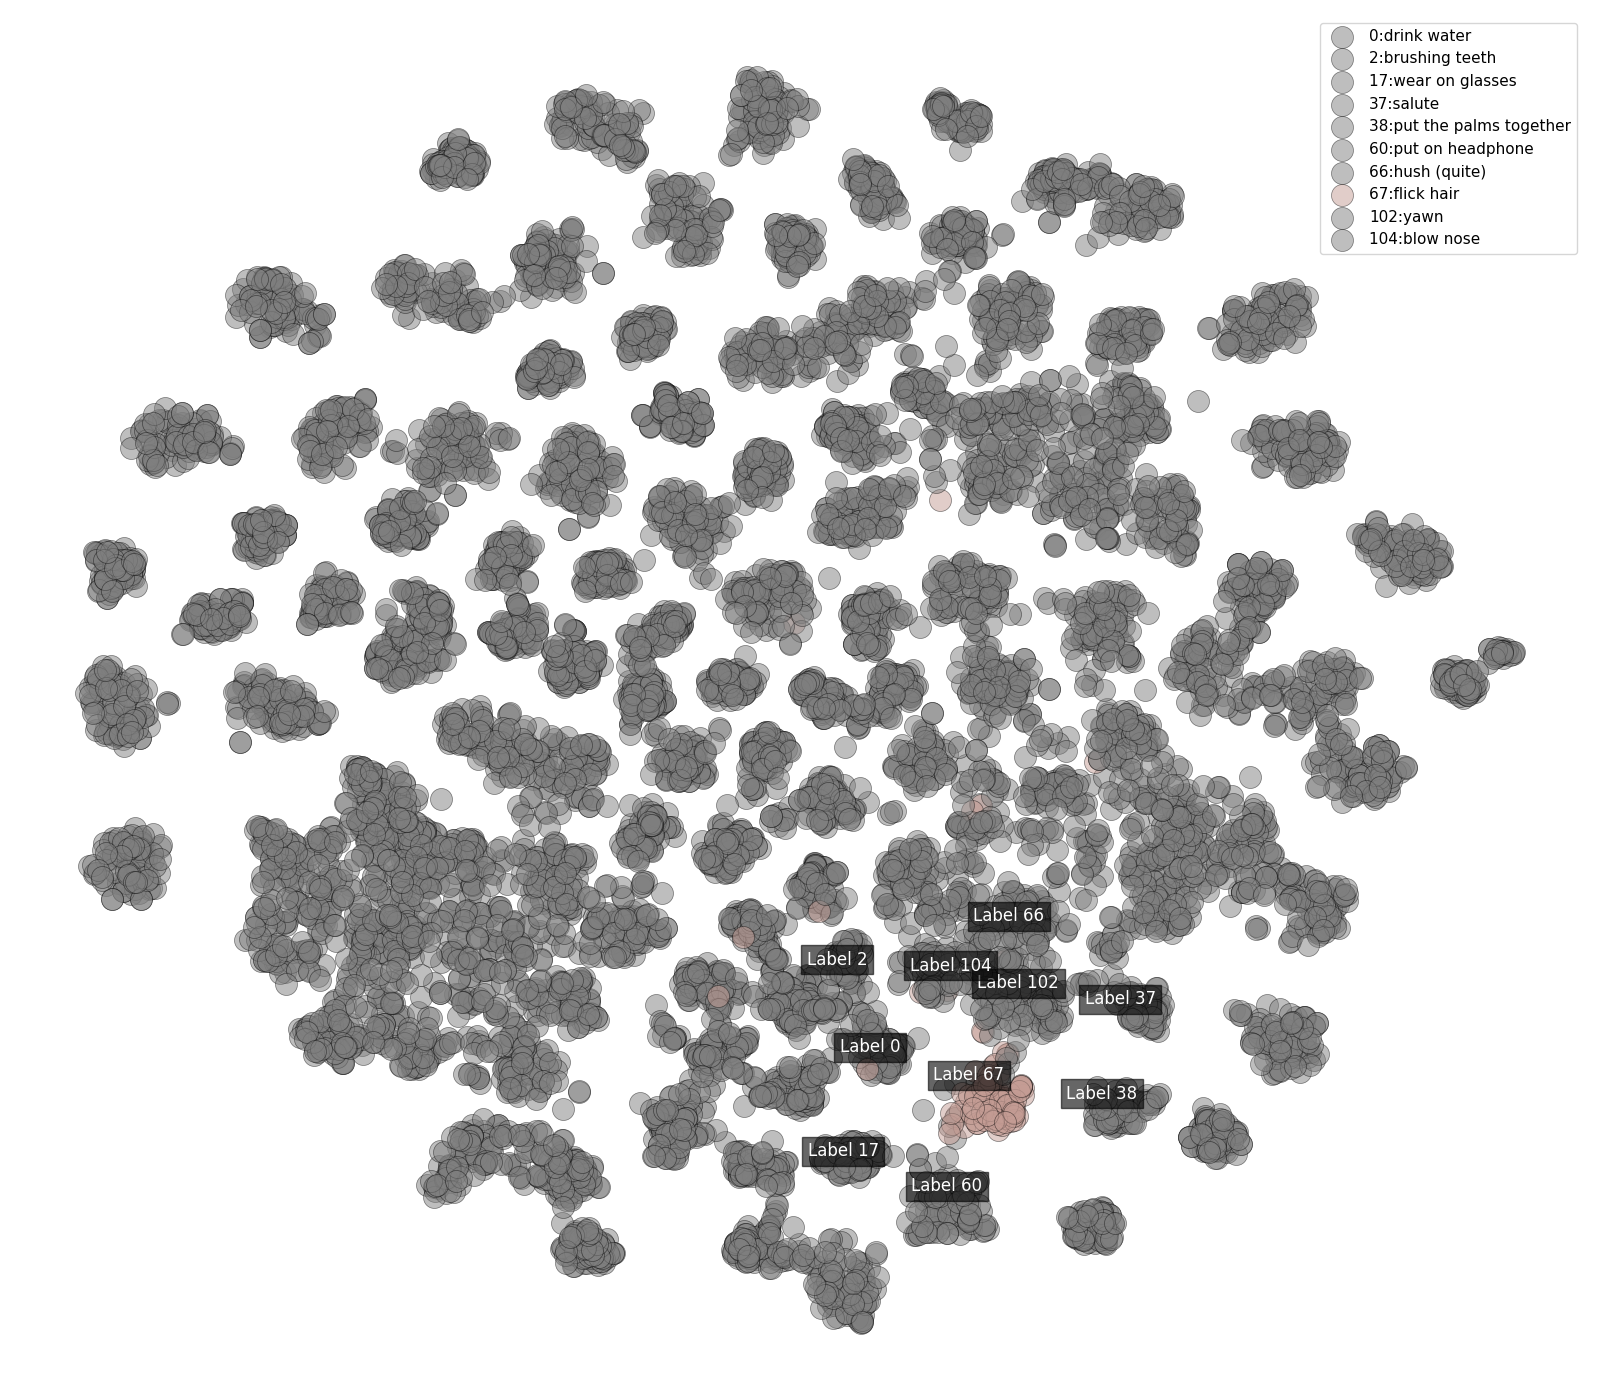 0:drink water
2:brushing teeth
17:wear on glasses
37:salute
38:put the palms together
60:put on headphone
66:hush (quite)
67:flick hair
102:yawn
104:blow nose
Label 66
Label 2
Label 104
Label 102
Label 37
Label 0
Label 67
Label 38
Label 17
Label 60